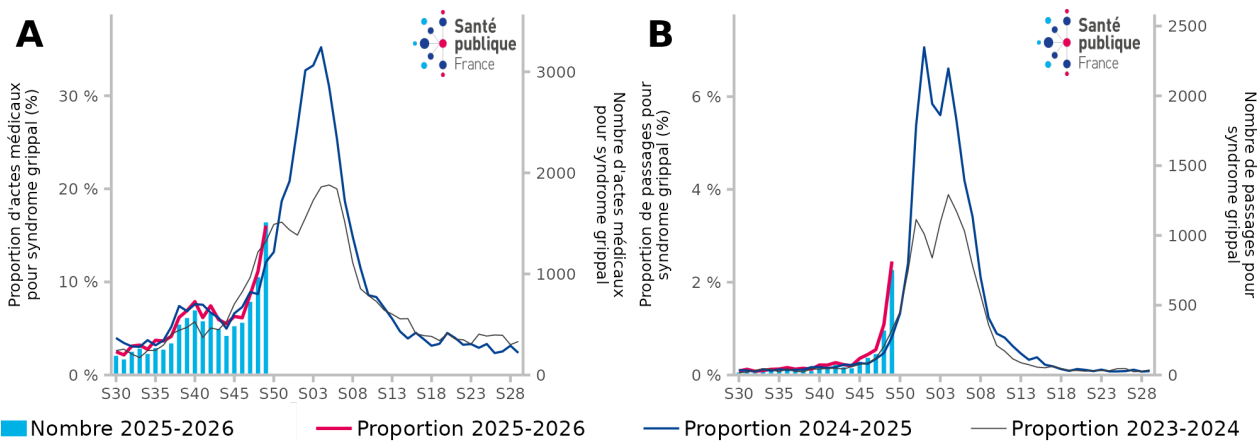 A
Santé
publique
France
Proportion d'actes médicaux
pour syndrome grippal (%)
30 %
20 %
10 %
0 %
3000
2000
1000
0
Nombre d'actes médicaux
pour syndrome grippal
S30 S35 S40 S45 S50 S03 S08 S13 S18 S23 S28
B
Santé
publique
France
Proportion de passages pour
syndrome grippal (%)
6 %
4 %
2 %
0 %
2500
2000
1500
1000
500
0
Nombre de passages pour
syndrome grippal
S30 S35 S40 S45 S50 S03 S08 S13 S18 S23 S28
Nombre 2025-2026 Proportion 2025-2026 Proportion 2024-2025 Proportion 2023-2024